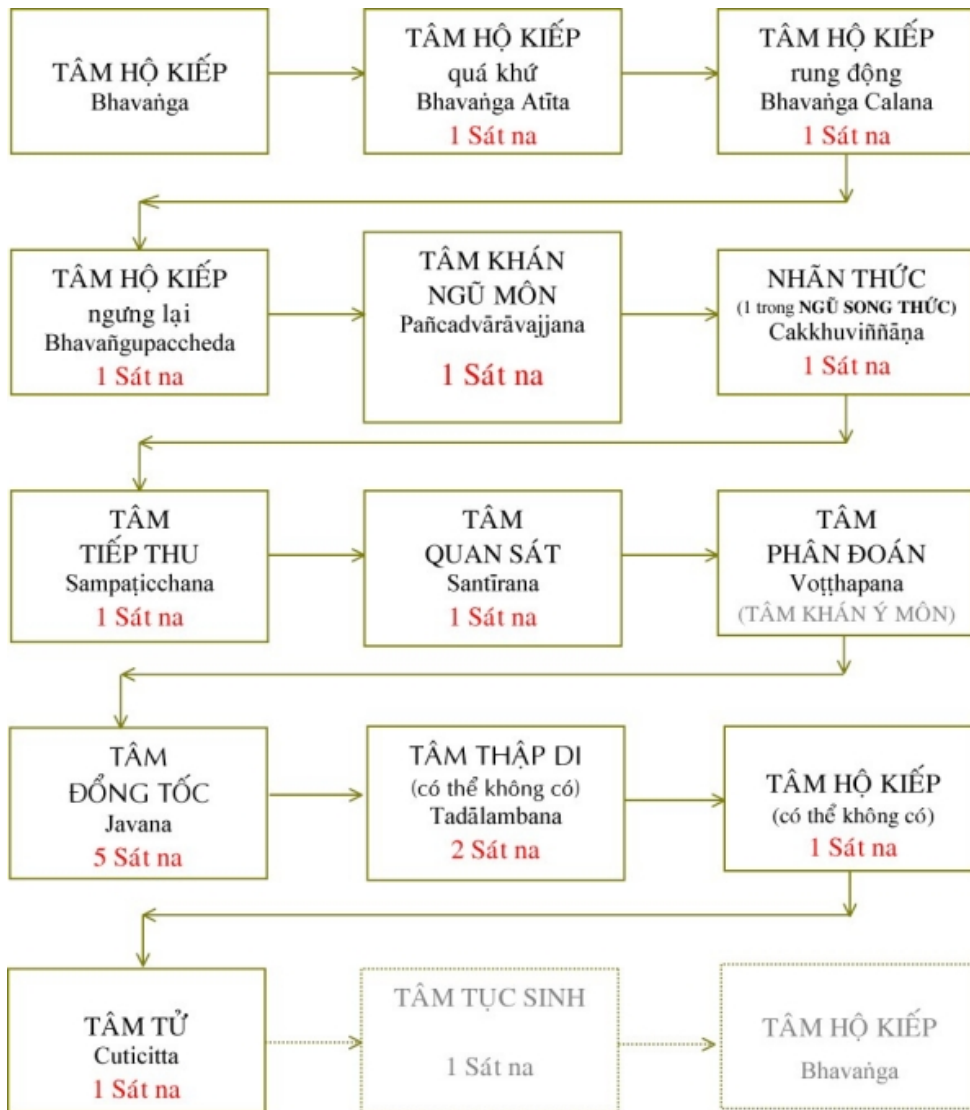 TÂM HỘ KIẾP
Bhavaṅga
TÂM HỘ KIẾP
quá khứ
Bhavaṅga Atīta
1 Sát na
TÂM HỘ KIẾP
rung động
Bhavaṅga Calana
1 Sát na
TÂM HỘ KIẾP
ngưng lại
Bhavañgupaccheda
1 Sát na
TÂM KHÁN
NGŨ MÔN
Pañcadvārāvajjana
1 Sát na
NHÃN THỨC
(1 trong NGŨ SONG THỨC)
Cakkhuviññāṇa
1 Sát na
TÂM
TIẾP THU
Sampaṭicchana
1 Sát na
TÂM
QUAN SÁT
Santīrana
1 Sát na
TÂM
PHÂN ĐOÁN
Voṭṭhapana
(TÂM KHÁN Ý MÔN)
TÂM
ĐỔNG TỐC
Javana
5 Sát na
TÂM THẬP DI
(có thể không có)
Tadālambana
2 Sát na
TÂM HỘ KIẾP
(có thể không có)
1 Sát na
TÂM TỬ
Cuticitta
1 Sát na
TÂM TỤC SINH
1 Sát na
TÂM HỘ KIẾP
Bhavaṅga